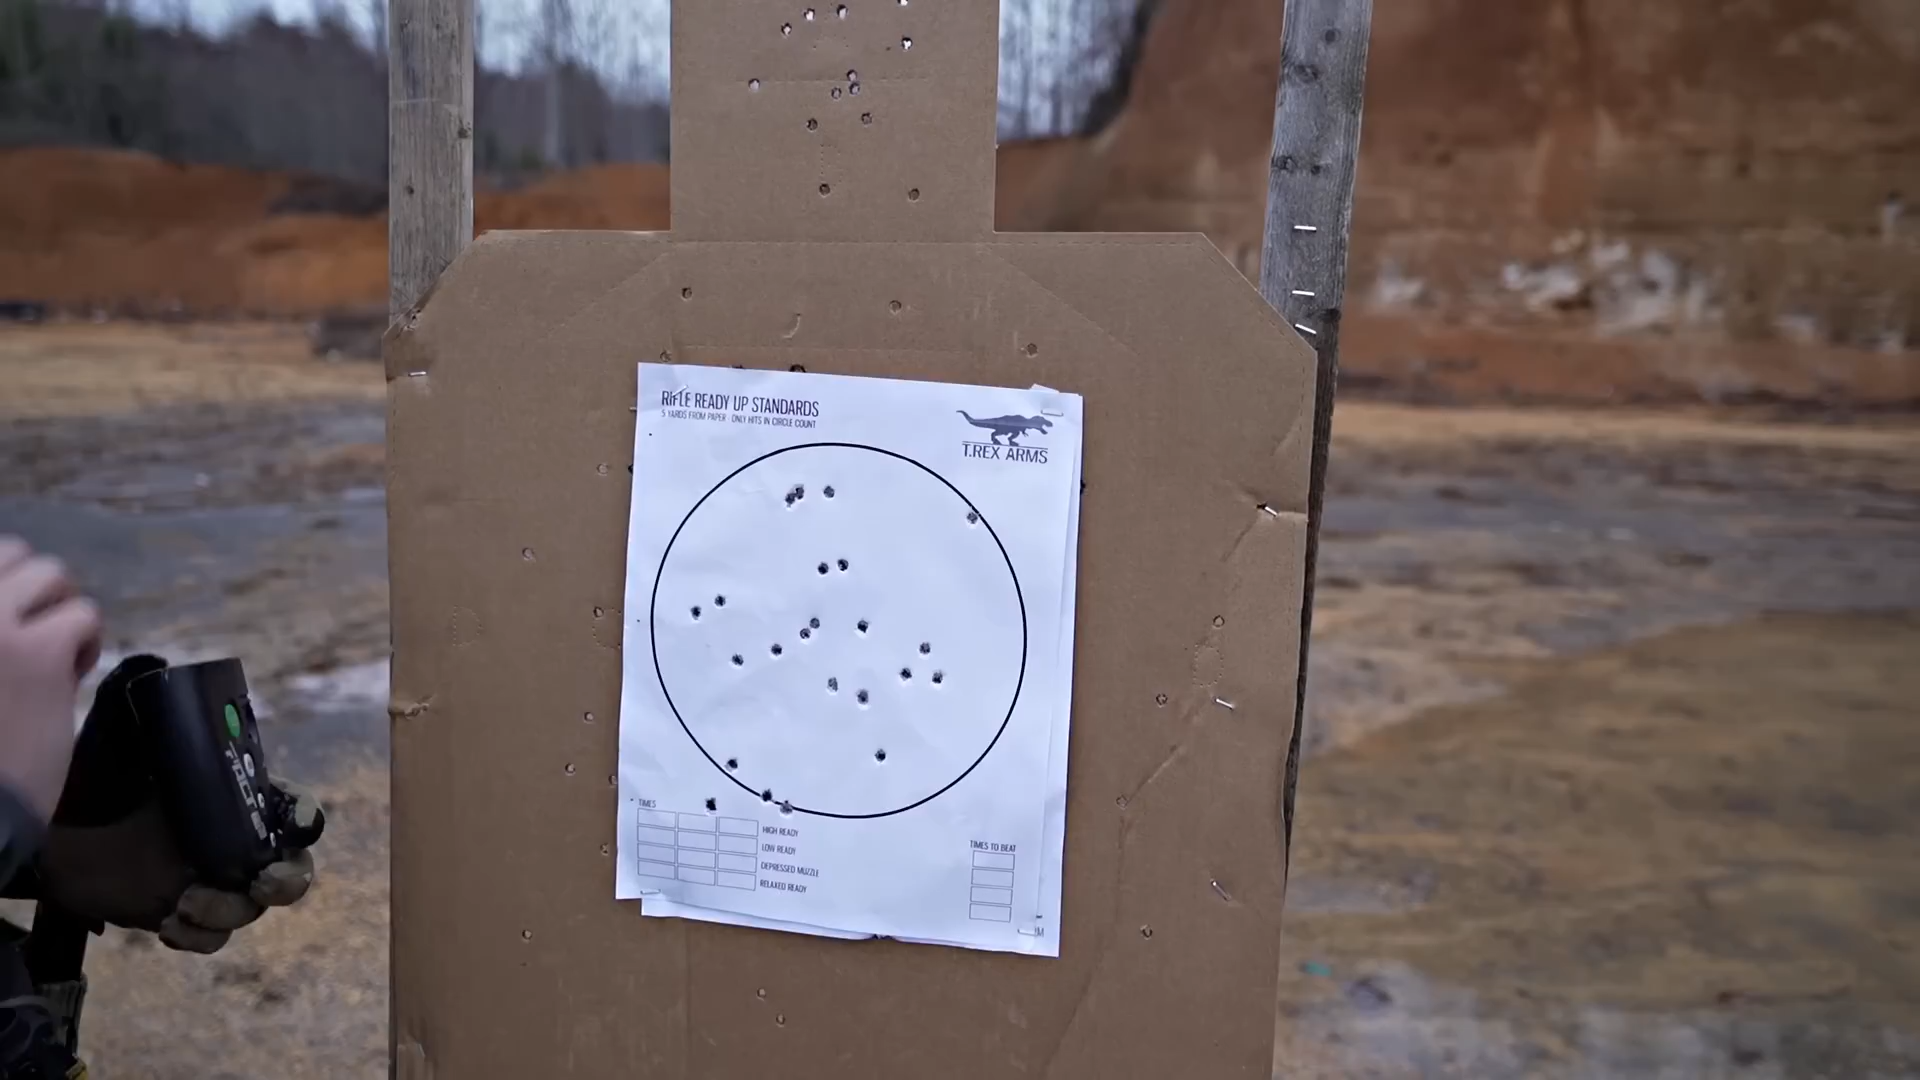 RIFLE READY UP STANDARDS
5 YARDS FROM PAPER - ONLY HITS IN CIRCLE COUNT
T.REX ARMS
TIMES
HIGH READY
LOW READY
DEPRESSED MUZZLE
RELAXED READY
TIMES TO BEAT